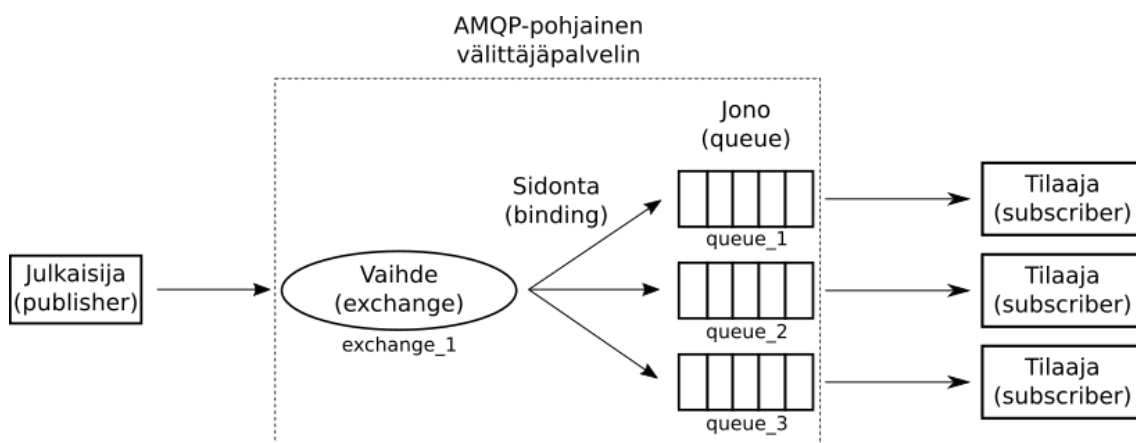 AMQP-pohjainen
välittäjäpalvelin
Jono
(queue)
Sidonta
(binding)
queue_1
Tilaaja
(subscriber)
Julkaisija
(publisher)
Vaihde
(exchange)
exchange_1
queue_2
Tilaaja
(subscriber)
queue_3
Tilaaja
(subscriber)